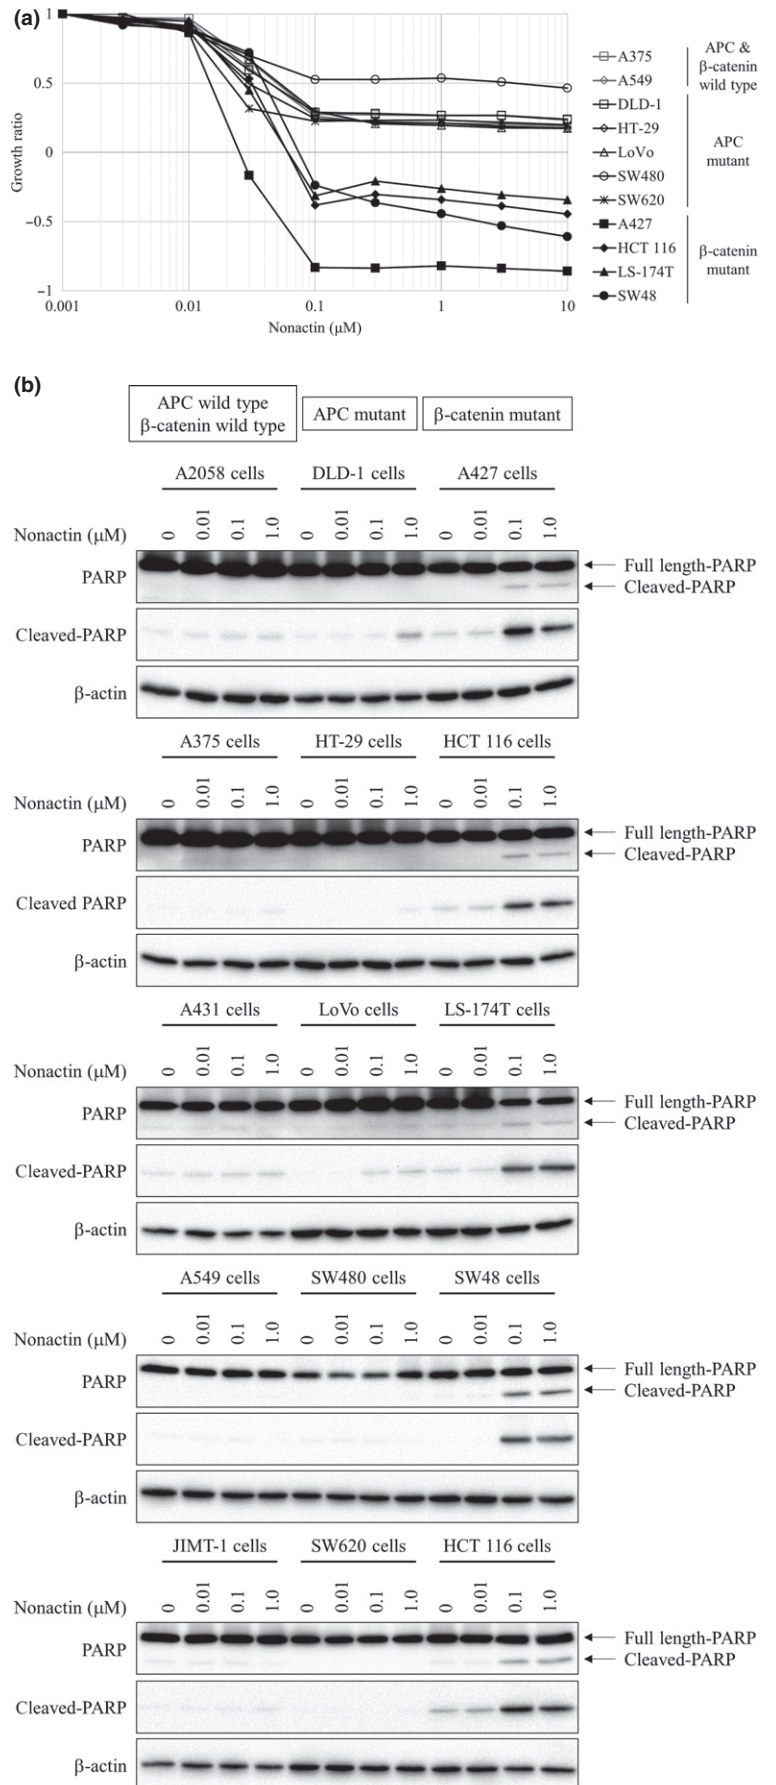 (a)
1
0.5
0
−0.5
−1
Growth ratio
0.001
0.01
0.1
1
10
Nonactin (μM)
A375
A549
APC &
β-catenin
wild type
DLD-1
HT-29
LoVo
SW480
SW620
APC
mutant
A427
HCT 116
LS-174T
SW48
β-catenin
mutant
(b)
APC wild type
β-catenin wild type
APC mutant
β-catenin mutant
A2058 cells DLD-1 cells A427 cells
Nonactin (μM) 0 0.01 0.1 1.0 0 0.01 0.1 1.0 0 0.01 0.1 1.0
PARP
Full length-PARP
Cleaved-PARP
Cleaved-PARP
β-actin
A375 cells HT-29 cells HCT 116 cells
Nonactin (μM) 0 0.01 0.1 1.0 0 0.01 0.1 1.0 0 0.01 0.1 1.0
PARP
Full length-PARP
Cleaved-PARP
Cleaved PARP
β-actin
A431 cells LoVo cells LS-174T cells
Nonactin (μM) 0 0.01 0.1 1.0 0 0.01 0.1 1.0 0 0.01 0.1 1.0
PARP
Full length-PARP
Cleaved-PARP
Cleaved-PARP
β-actin
A549 cells SW480 cells SW48 cells
Nonactin (μM) 0 0.01 0.1 1.0 0 0.01 0.1 1.0 0 0.01 0.1 1.0
PARP
Full length-PARP
Cleaved-PARP
Cleaved-PARP
β-actin
JIMT-1 cells SW620 cells HCT 116 cells
Nonactin (μM) 0 0.01 0.1 1.0 0 0.01 0.1 1.0 0 0.01 0.1 1.0
PARP
Full length-PARP
Cleaved-PARP
Cleaved-PARP
β-actin